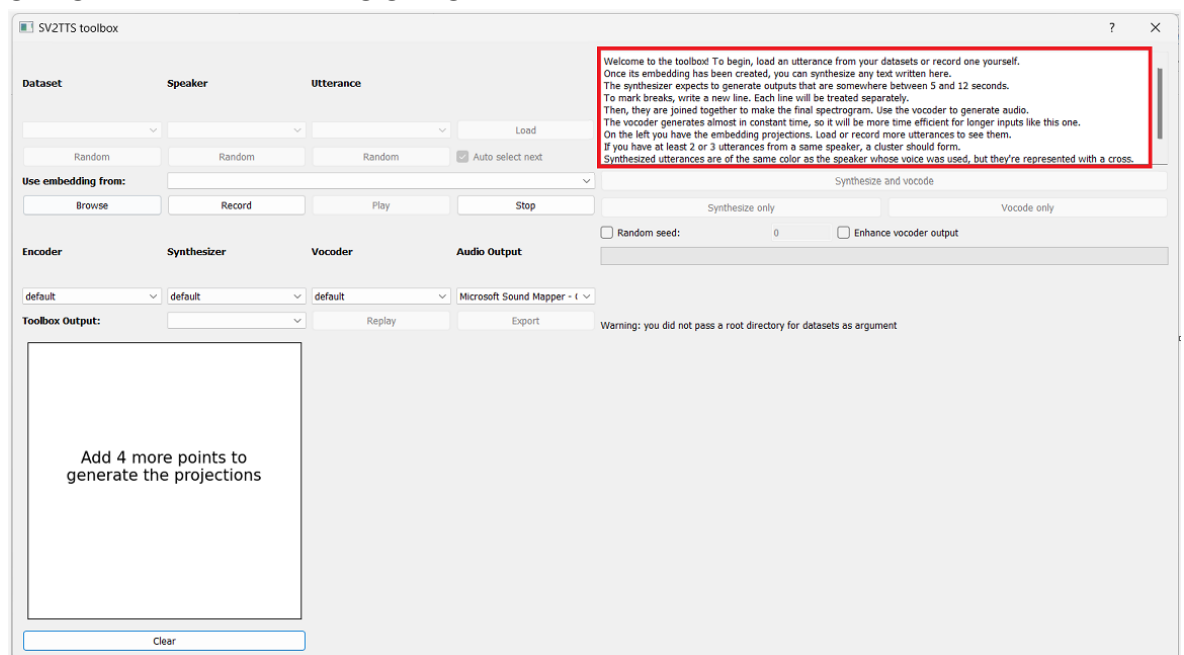 SV2TTS toolbox
? X
Dataset Speaker Utterance
Load
Random Random Random Auto select next
Use embedding from:
Browse Record Play Stop
Encoder Synthesizer Vocoder Audio Output
default default default Microsoft Sound Mapper - (
Toolbox Output: Replay Export
Add 4 more points to
generate the projections
Clear
Welcome to the toolbox! To begin, load an utterance from your datasets or record one yourself.
Once its embedding has been created, you can synthesize any text written here.
The synthesizer expects to generate outputs that are somewhere between 5 and 12 seconds.
To mark breaks, write a new line. Each line will be treated separately.
Then, they are joined together to make the final spectrogram. Use the vocoder to generate audio.
The vocoder generates almost in constant time, so it will be more time efficient for longer inputs like this one.
On the left you have the embedding projections. Load or record more utterances to see them.
If you have at least 2 or 3 utterances from a same speaker, a cluster should form.
Synthesized utterances are of the same color as the speaker whose voice was used, but they're represented with a cross.
Synthesize and vocode
Synthesize only Vocode only
Random seed: 0 Enhance vocoder output
Warning: you did not pass a root directory for datasets as argument